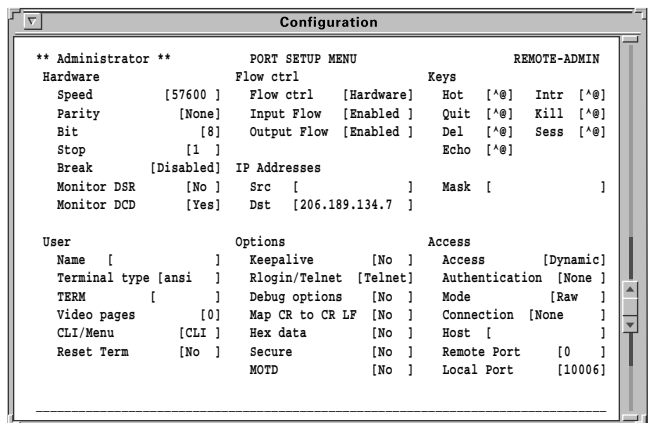 Configuration
** Administrator ** PORT SETUP MENU REMOTE-ADMIN
Hardware Flow ctrl Keys
Speed [57600 ] Flow ctrl [Hardware] Hot [^@] Intr [^@]
Parity [None] Input Flow [Enabled ] Quit [^@] Kill [^@]
Bit [8] Output Flow [Enabled ] Del [^@] Sess [^@]
Stop [1 ] Echo [^@]
Break [Disabled] IP Addresses
Monitor DSR [No ] Src [ ] Mask [ ]
Monitor DCD [Yes] Dst [206.189.134.7 ]
User Options Access
Name [ ] Keepalive [No ] Access [Dynamic]
Terminal type [ansi ] Rlogin/Telnet [Telnet] Authentication [None ]
TERM [ ] Debug options [No ] Mode [Raw ]
Video pages [0] Map CR to CR LF [No ] Connection [None ]
CLI/Menu [CLI ] Hex data [No ] Host [ ]
Reset Term [No ] Secure [No ] Remote Port [0 ]
MOTD [No ] Local Port [10006]